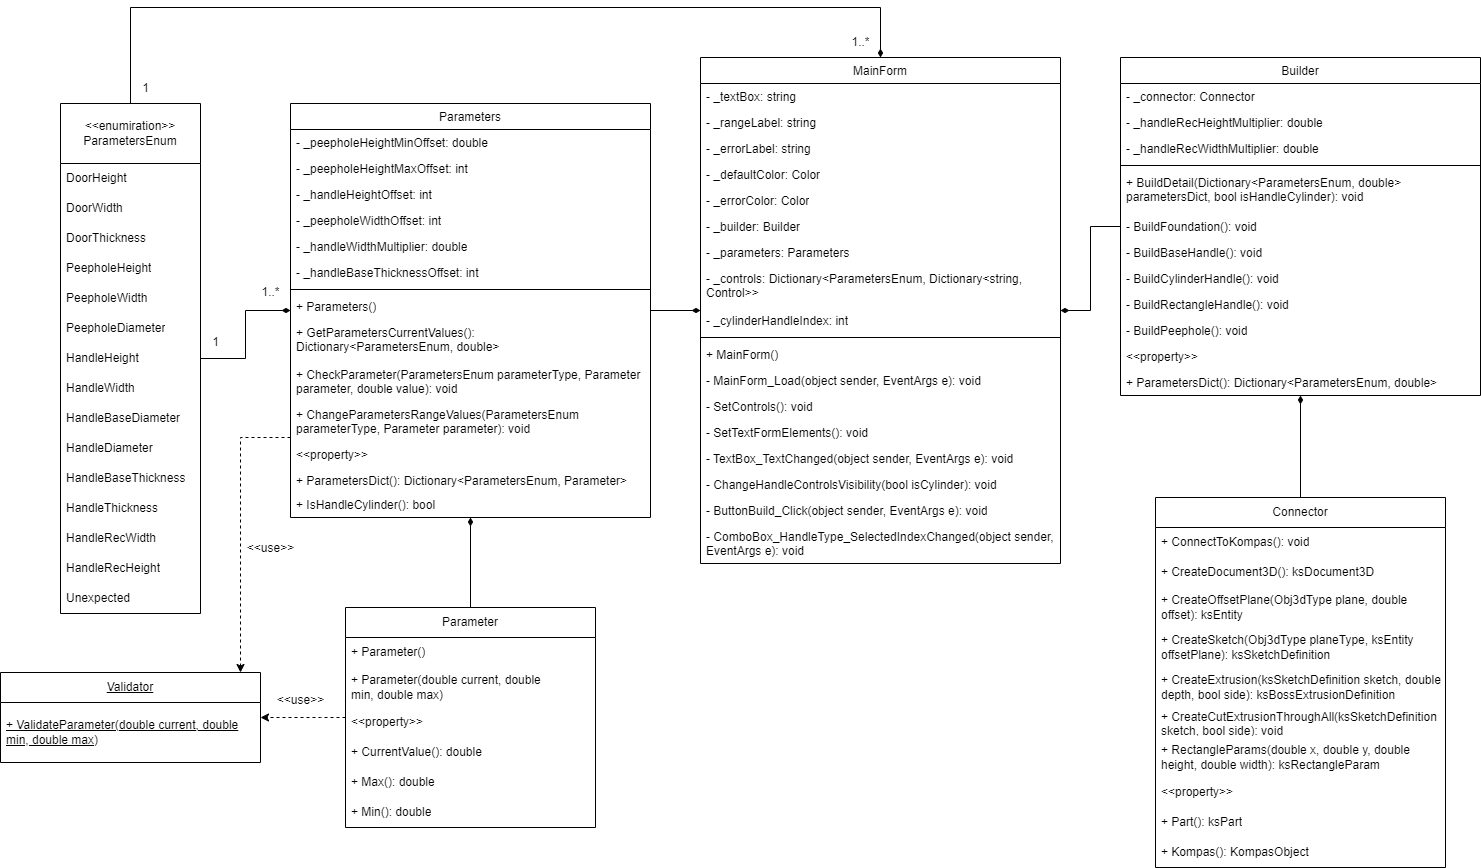 1..*
1
<<enumiration>>
ParametersEnum
DoorHeight
DoorWidth
DoorThickness
PeepholeHeight
PeepholeWidth
PeepholeDiameter
HandleHeight
HandleWidth
HandleBaseDiameter
HandleDiameter
HandleBaseThickness
HandleThickness
HandleRecWidth
HandleRecHeight
Unexpected
1..*
1
Parameters
- _peepholeHeightMinOffset: double
- _peepholeHeightMaxOffset: int
- _handleHeightOffset: int
- _peepholeWidthOffset: int
- _handleWidthMultiplier: double
- _handleBaseThicknessOffset: int
+ Parameters()
+ GetParametersCurrentValues():
Dictionary<ParametersEnum, double>
+ CheckParameter(ParametersEnum parameterType, Parameter
parameter, double value): void
+ ChangeParametersRangeValues(ParametersEnum
parameterType, Parameter parameter): void
<<property>>
+ ParametersDict(): Dictionary<ParametersEnum, Parameter>
+ IsHandleCylinder(): bool
MainForm
- _textBox: string
- _rangeLabel: string
- _errorLabel: string
- _defaultColor: Color
- _errorColor: Color
- _builder: Builder
- _parameters: Parameters
- _controls: Dictionary<ParametersEnum, Dictionary<string,
Control>>
- _cylinderHandleIndex: int
+ MainForm()
- MainForm_Load(object sender, EventArgs e): void
- SetControls(): void
- SetTextFormElements(): void
- TextBox_TextChanged(object sender, EventArgs e): void
- ChangeHandleControlsVisibility(bool isCylinder): void
- ButtonBuild_Click(object sender, EventArgs e): void
- ComboBox_HandleType_SelectedIndexChanged(object sender,
EventArgs e): void
Builder
- _connector: Connector
- _handleRecHeightMultiplier: double
- _handleRecWidthMultiplier: double
+ BuildDetail(Dictionary<ParametersEnum, double>
parametersDict, bool isHandleCylinder): void
- BuildFoundation(): void
- BuildBaseHandle(): void
- BuildCylinderHandle(): void
- BuildRectangleHandle(): void
- BuildPeephole(): void
<<property>>
+ ParametersDict(): Dictionary<ParametersEnum, double>
<<use>>
Validator
+ ValidateParameter(double current, double
min, double max)
<<use>>
Parameter
+ Parameter()
+ Parameter(double current, double
min, double max)
<<property>>
+ CurrentValue(): double
+ Max(): double
+ Min(): double
Connector
+ ConnectToKompas(): void
+ CreateDocument3D(): ksDocument3D
+ CreateOffsetPlane(Obj3dType plane, double
offset): ksEntity
+ CreateSketch(Obj3dType planeType, ksEntity
offsetPlane): ksSketchDefinition
+ CreateExtrusion(ksSketchDefinition sketch, double
depth, bool side): ksBossExtrusionDefinition
+ CreateCutExtrusionThroughAll(ksSketchDefinition
sketch, bool side): void
+ RectangleParams(double x, double y, double
height, double width): ksRectangleParam
<<property>>
+ Part(): ksPart
+ Kompas(): KompasObject